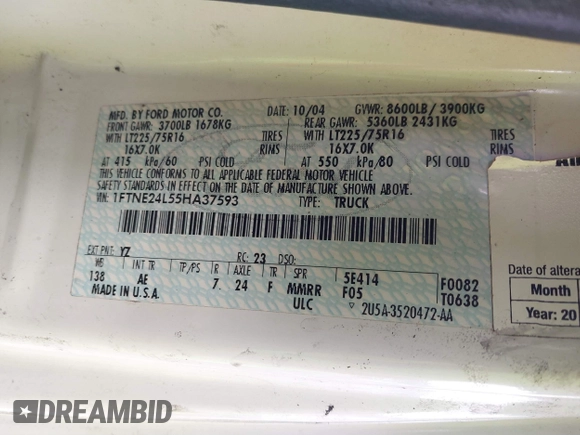 MFD. BY FORD MOTOR CO.
10/04
GVWR: 8600LB / 3900KG
FRONT GAWR: 3700LB 1678KG
REAR GAWR: 5360LB 2431KG
WITH LT225/75R16 TIRES
WITH LT225/75R16 TIRES
16X7.0K RIMS
16X7.0K RIMS
AT 415 kPa/60 PSI COLD
AT 550 kPa/80 PSI COLD
THIS VEHICLE CONFORMS TO ALL APPLICABLE FEDERAL MOTOR VEHICLE
SAFETY STANDARDS IN EFFECT ON THE DATE OF MANUFACTURE SHOWN ABOVE.
VIN: 1FTNE24L55HA37593
TYPE: TRUCK
EXT PNT: YZ RC: 23 DSO:
WB INT TR TP/PS R AXLE TR SPR 5E414 F0082
138 AE 7 24 F MMRR F05 T0638
MADE IN U.S.A. ULC ▽ 2U5A-3520472-AA
Date of altera
Month
Year: 20
DREAMBID